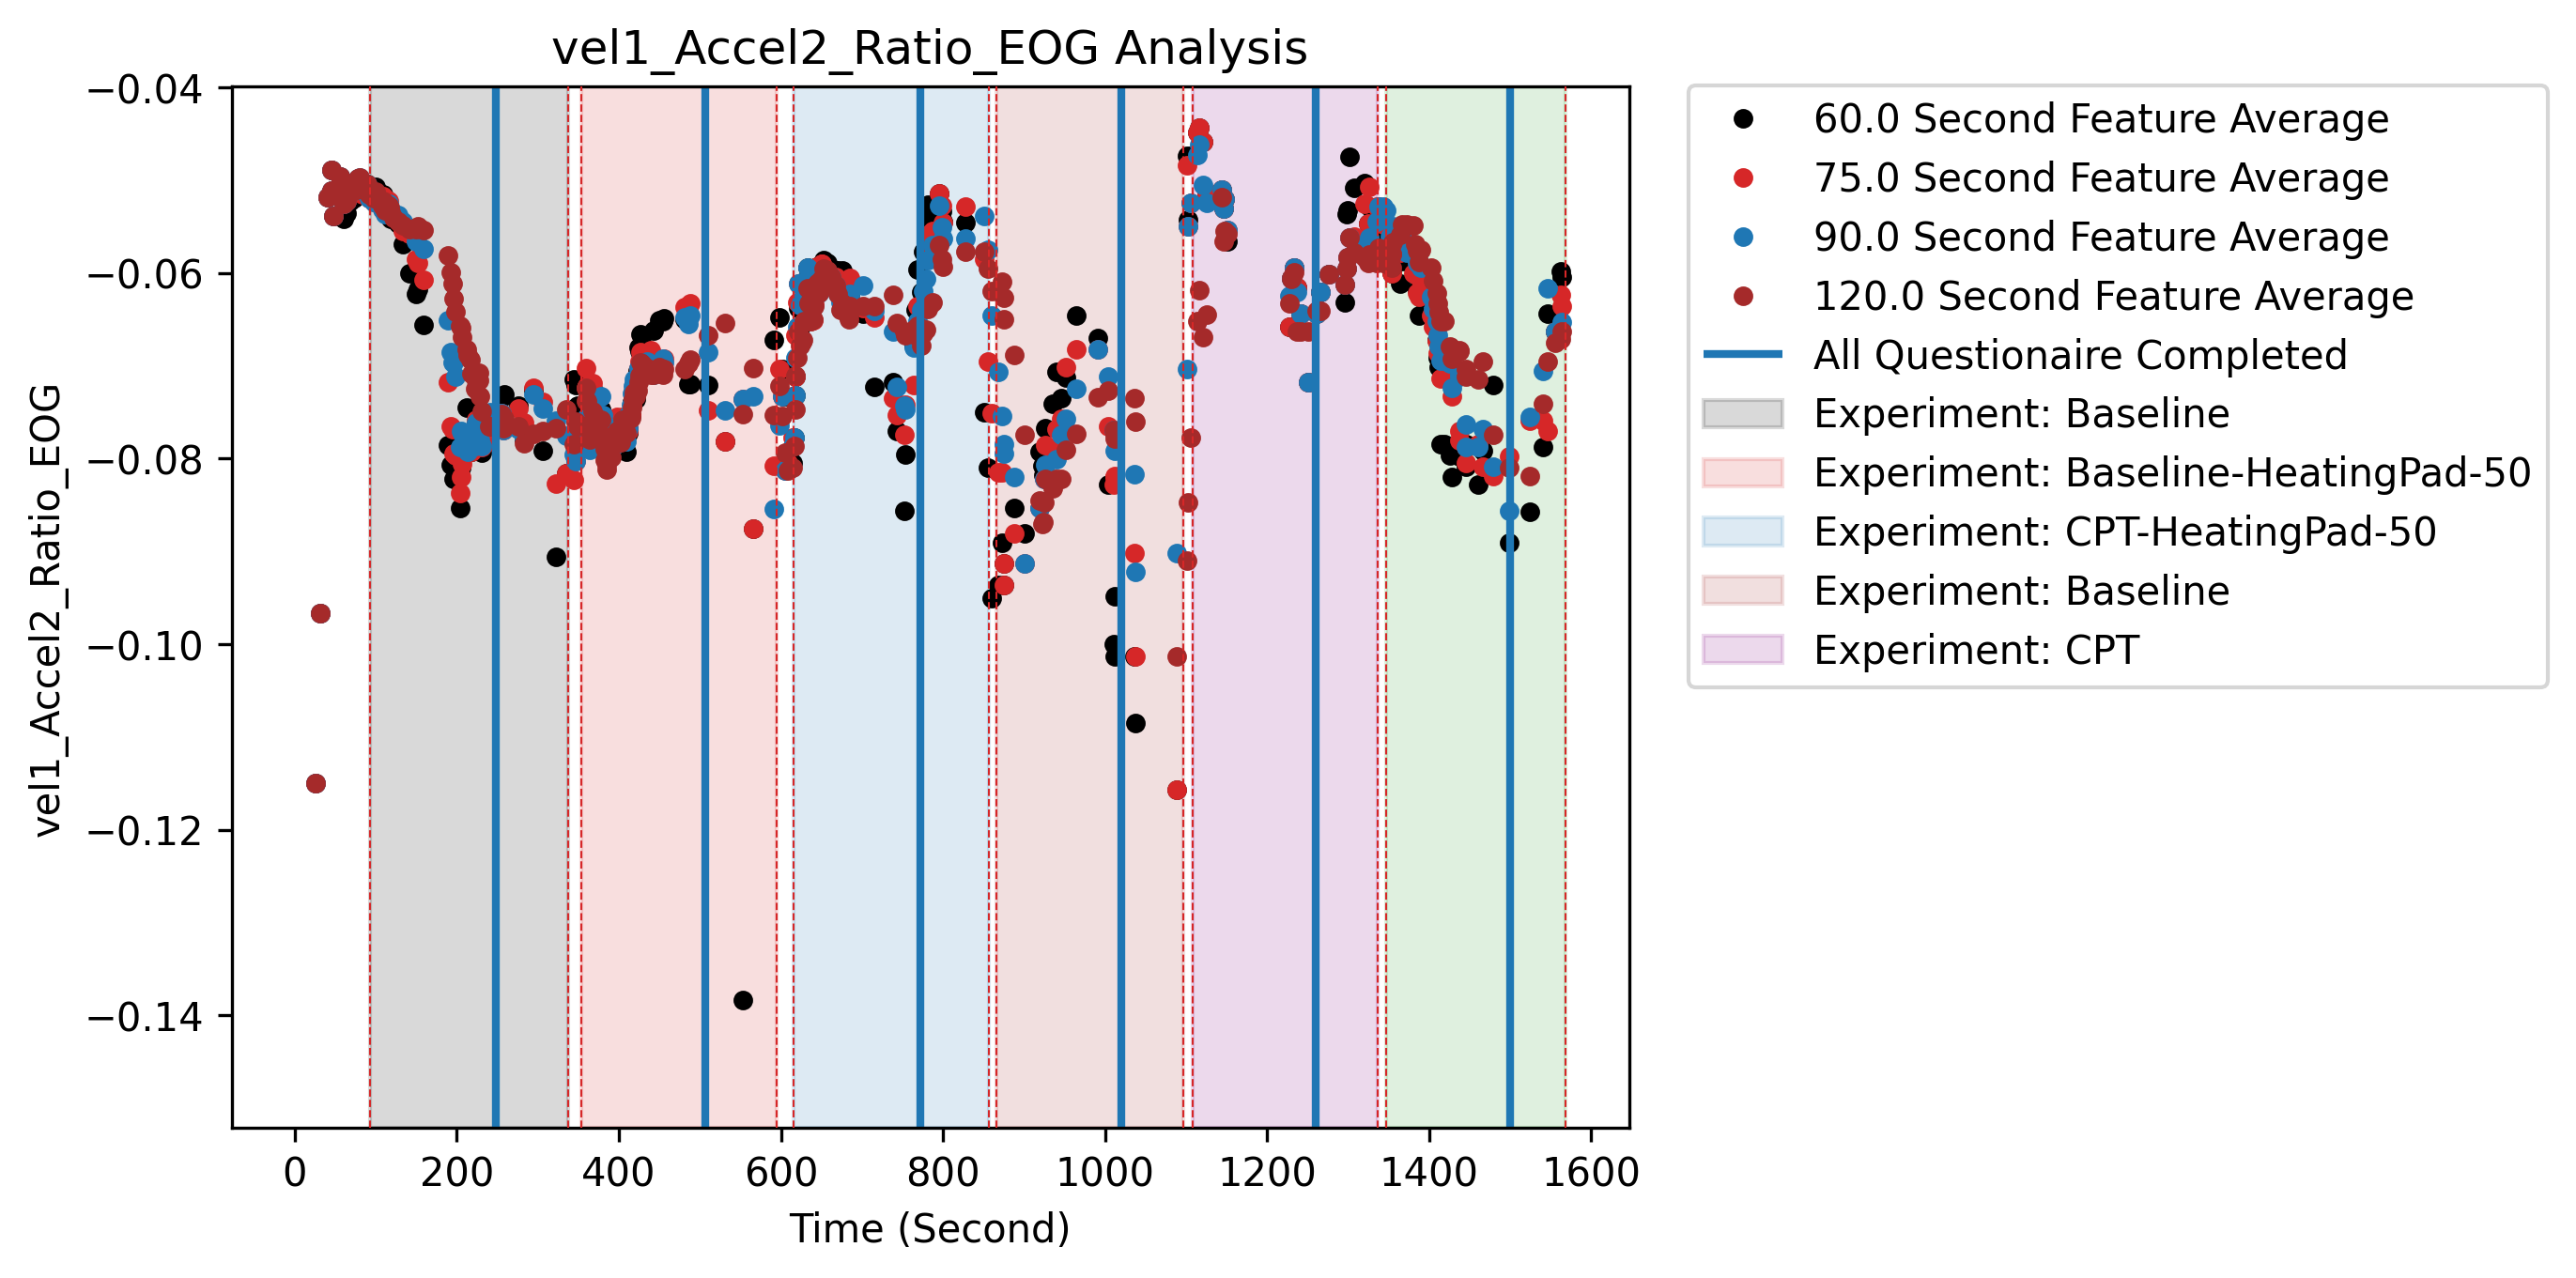 vel1_Accel2_Ratio_EOG Analysis
vel1_Accel2_Ratio_EOG
−0.04
−0.06
−0.08
−0.10
−0.12
−0.14
0 200 400 600 800 1000 1200 1400 1600
Time (Second)
60.0 Second Feature Average
75.0 Second Feature Average
90.0 Second Feature Average
120.0 Second Feature Average
All Questionaire Completed
Experiment: Baseline
Experiment: Baseline-HeatingPad-50
Experiment: CPT-HeatingPad-50
Experiment: Baseline
Experiment: CPT